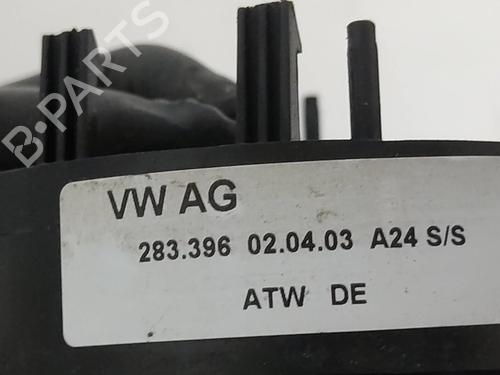 B-PARTS
VW AG
283.396 02.04.03 A24 S/S
ATW DE